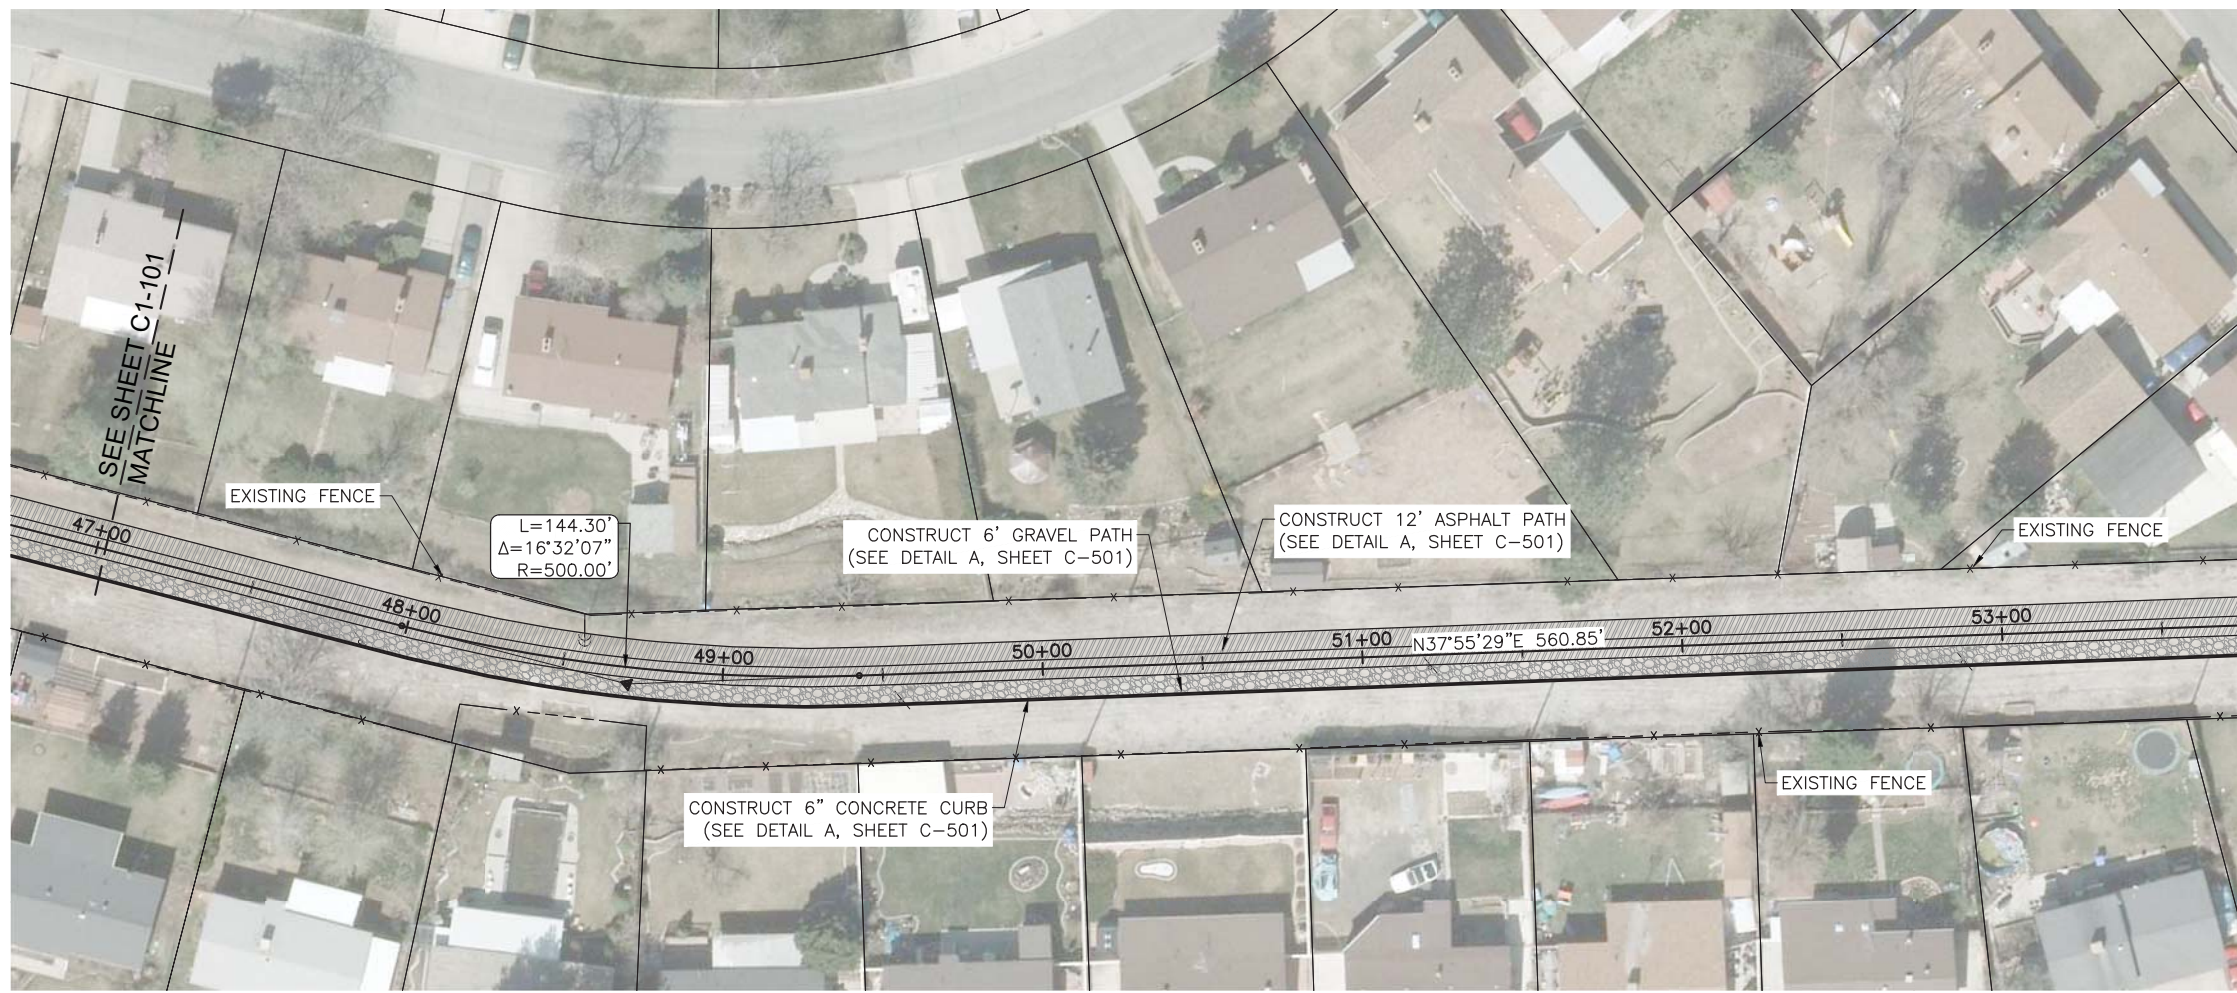 SEE SHEET C1-101
MATCHLINE
EXISTING FENCE
47+00
48+00
L=144.30'
Δ=16°32'07"
R=500.00'
CONSTRUCT 6' GRAVEL PATH
(SEE DETAIL A, SHEET C-501)
CONSTRUCT 12' ASPHALT PATH
(SEE DETAIL A, SHEET C-501)
EXISTING FENCE
49+00
50+00
51+00
N37°55'29"E 560.85'
52+00
53+00
CONSTRUCT 6" CONCRETE CURB
(SEE DETAIL A, SHEET C-501)
EXISTING FENCE